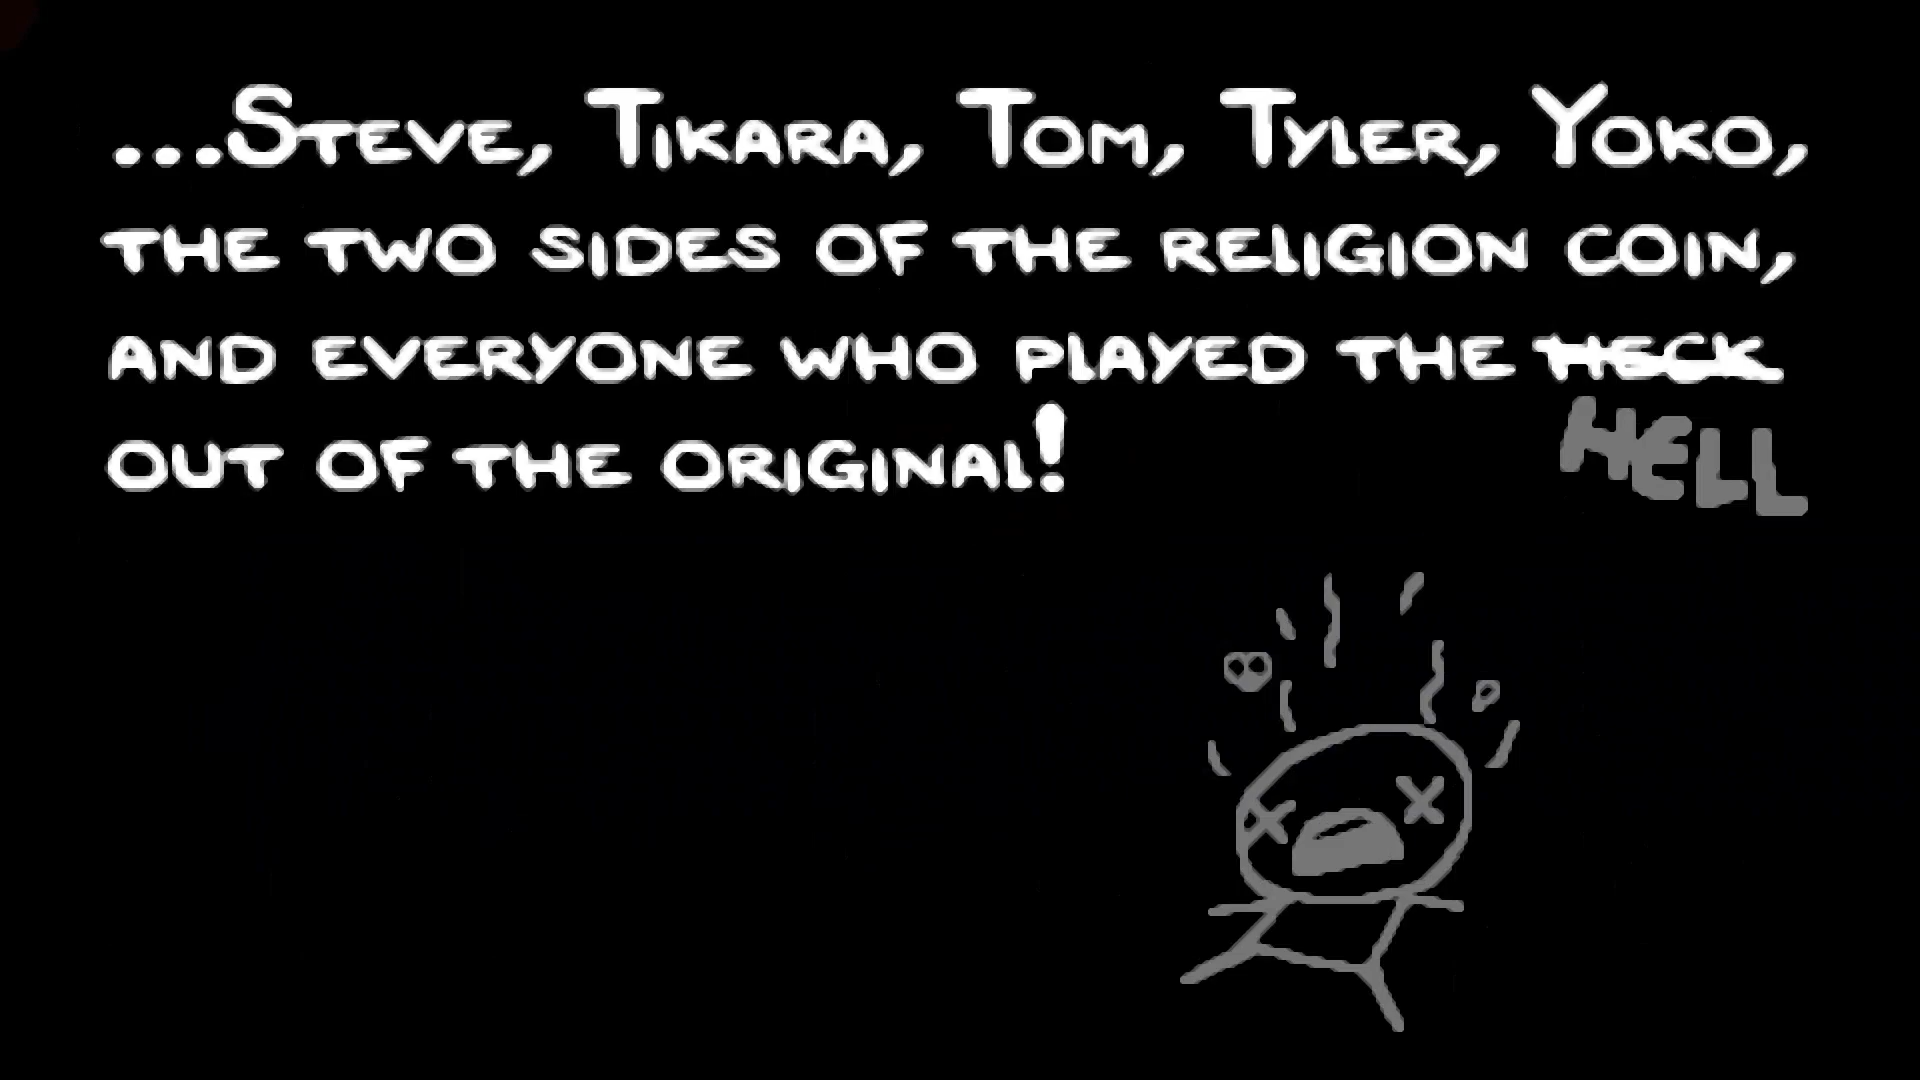 ...Steve, Tikara, Tom, Tyler, Yoko,
the two sides of the religion coin,
and everyone who played the heck
HELL
out of the original!